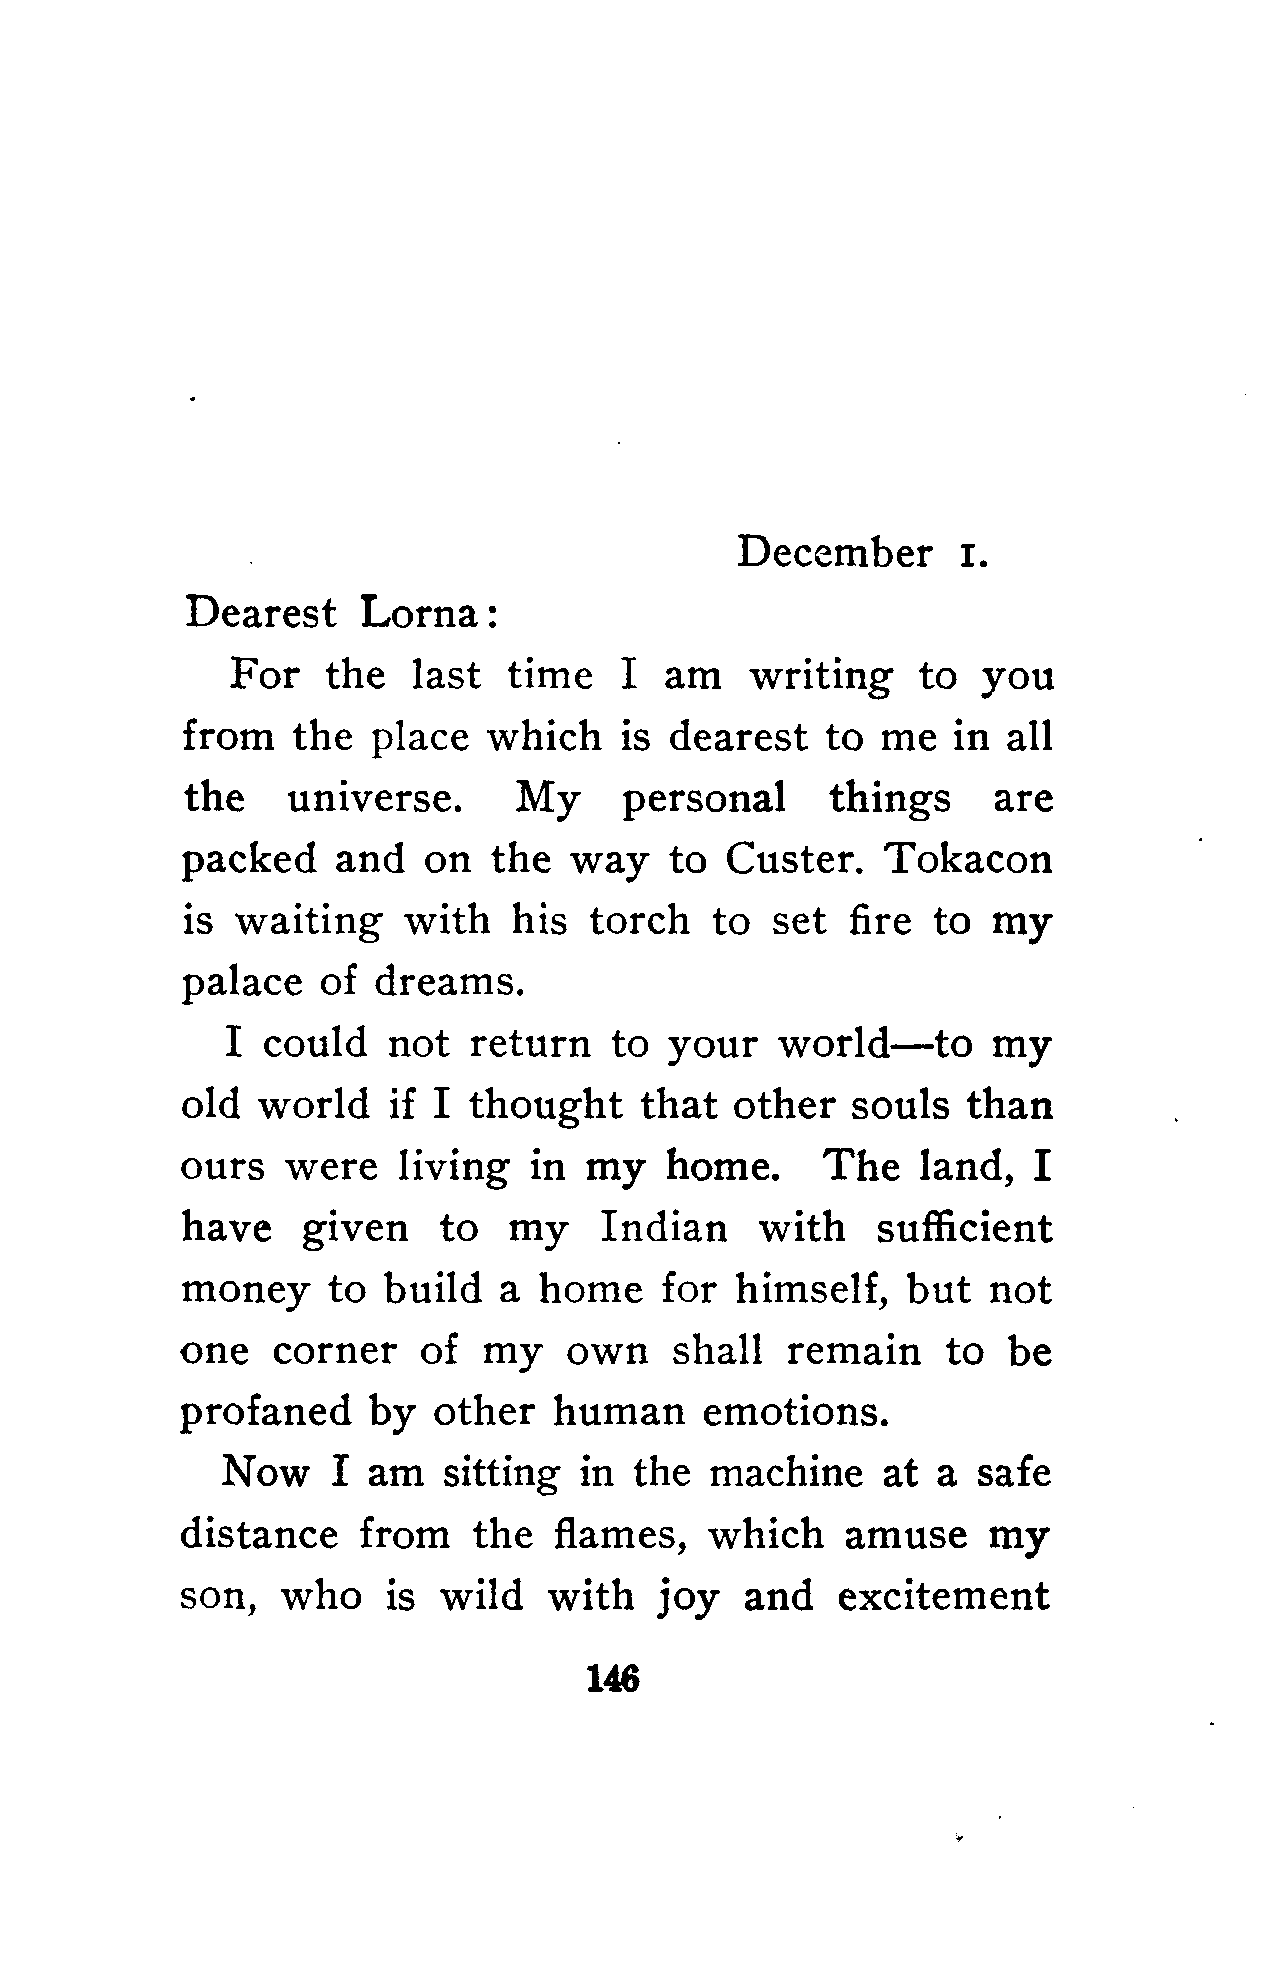 December 1.
Dearest Lorna:
For the last time I am writing to you
from the place which is dearest to me in all
the universe. My personal things are
packed and on the way to Custer. Tokacon
is waiting with his torch to set fire to my
palace of dreams.
I could not return to your world—to my
old world if I thought that other souls than
ours were living in my home. The land, I
have given to my Indian with sufficient
money to build a home for himself, but not
one corner of my own shall remain to be
profaned by other human emotions.
Now I am sitting in the machine at a safe
distance from the flames, which amuse my
son, who is wild with joy and excitement
146